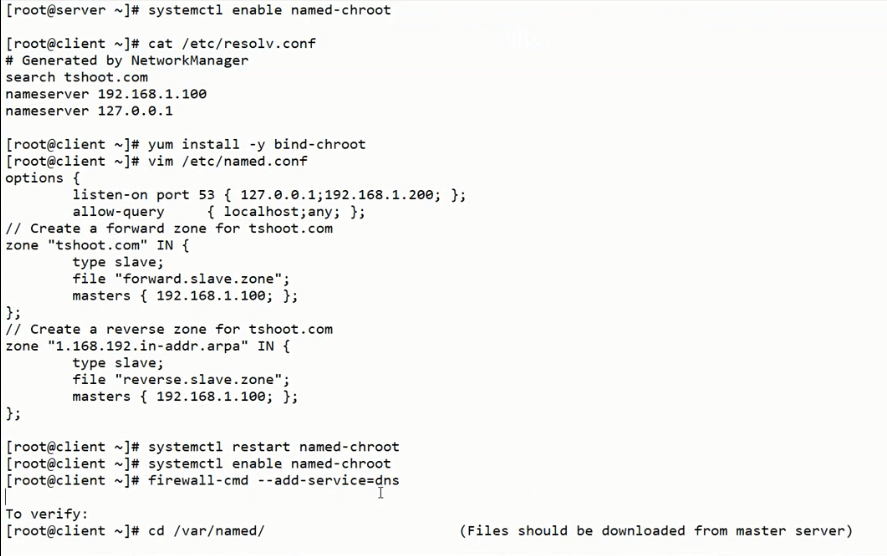 [root@server ~]# systemctl enable named-chroot
[root@client ~]# cat /etc/resolv.conf
# Generated by NetworkManager
search tshoot.com
nameserver 192.168.1.100
nameserver 127.0.0.1
[root@client ~]# yum install -y bind-chroot
[root@client ~]# vim /etc/named.conf
options {
        listen-on port 53 { 127.0.0.1;192.168.1.200; };
        allow-query     { localhost;any; };
// Create a forward zone for tshoot.com
zone "tshoot.com" IN {
        type slave;
        file "forward.slave.zone";
        masters { 192.168.1.100; };
};
// Create a reverse zone for tshoot.com
zone "1.168.192.in-addr.arpa" IN {
        type slave;
        file "reverse.slave.zone";
        masters { 192.168.1.100; };
};
[root@client ~]# systemctl restart named-chroot
[root@client ~]# systemctl enable named-chroot
[root@client ~]# firewall-cmd --add-service=dns
To verify:
[root@client ~]# cd /var/named/                        (Files should be downloaded from master server)